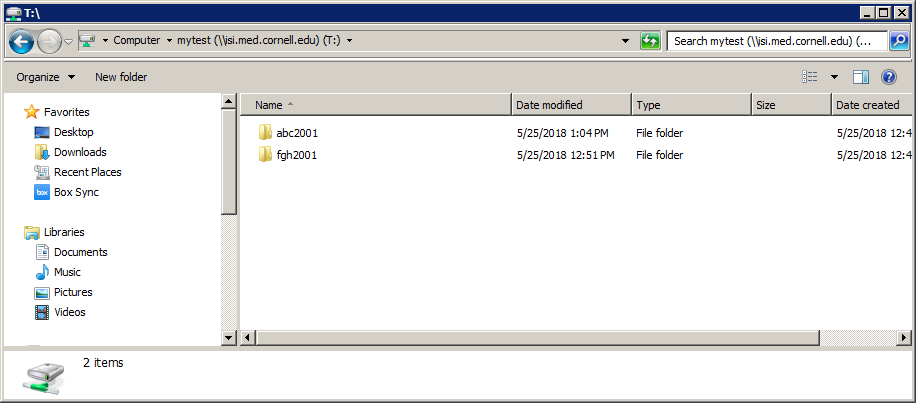 T:\
Computer mytest (\\jsi.med.cornell.edu) (T:)
Search mytest (\\jsi.med.cornell.edu) (...
Organize New folder
Name Date modified Type Size Date created
abc2001 5/25/2018 1:04 PM File folder 5/25/2018 12:4
fgh2001 5/25/2018 12:51 PM File folder 5/25/2018 12:4
Favorites
Desktop
Downloads
Recent Places
box Box Sync
Libraries
Documents
Music
Pictures
Videos
2 items